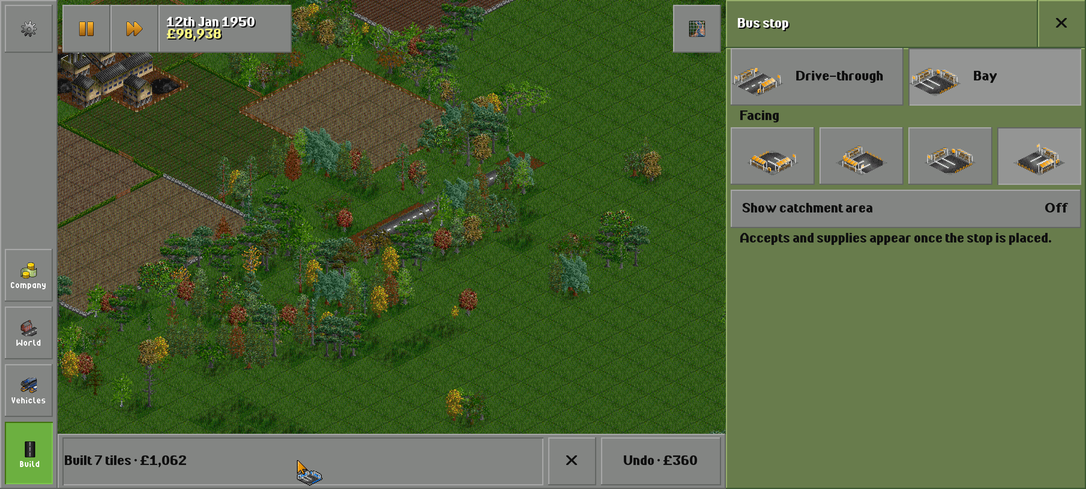 12th Jan 1950
£98,938
Bus stop
Drive-through
Bay
Facing
Show catchment area Off
Accepts and supplies appear once the stop is placed.
Company
World
Vehicles
Build
Built 7 tiles · £1,062
Undo · £360